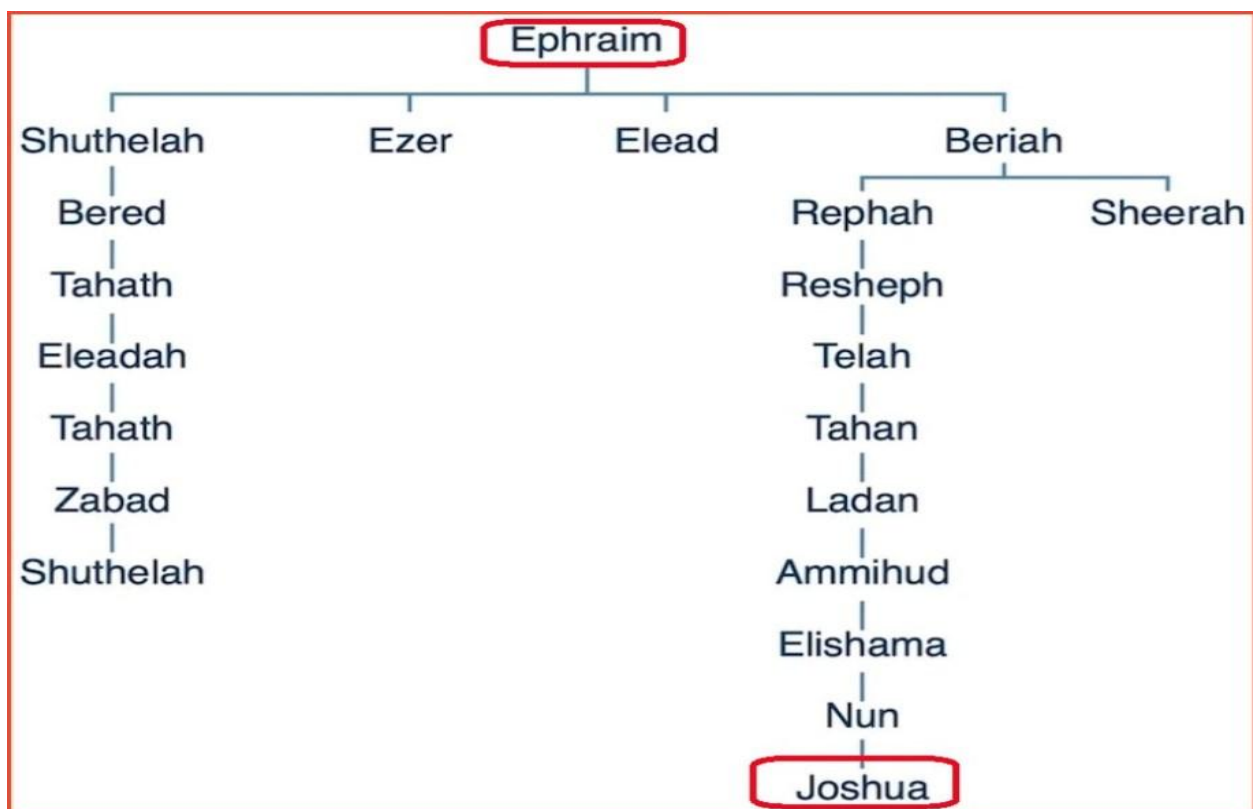 Ephraim
Shuthelah Ezer Elead Beriah
Bered Rephah Sheerah
Tahath Resheph
Eleadah Telah
Tahath Tahan
Zabad Ladan
Shuthelah Ammihud
Elishama
Nun
Joshua